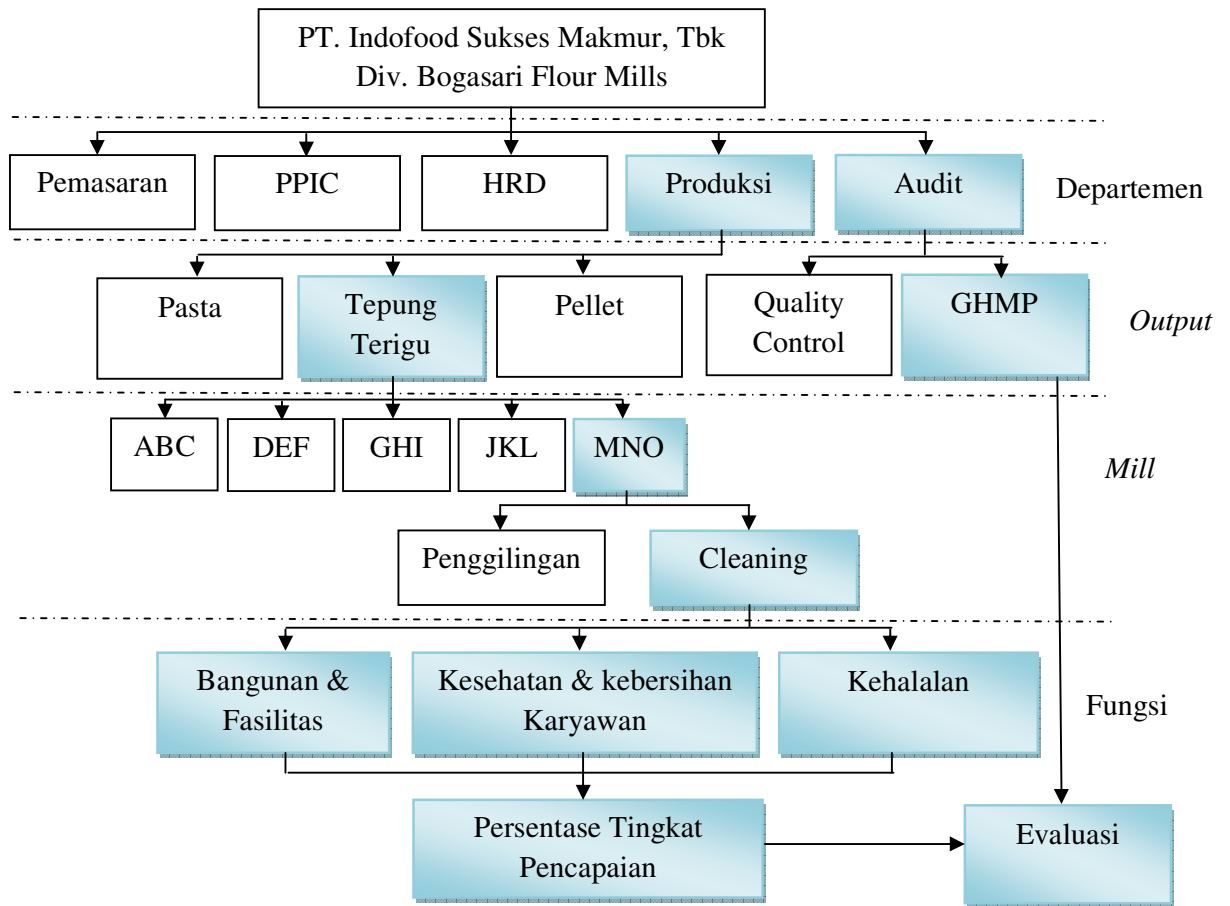 PT. Indofood Sukses Makmur, Tbk
Div. Bogasari Flour Mills
Pemasaran
PPIC
HRD
Produksi
Audit
Departemen
Pasta
Tepung
Terigu
Pellet
Quality
Control
GHMP
Output
ABC
DEF
GHI
JKL
MNO
Mill
Penggilingan
Cleaning
Bangunan &
Fasilitas
Kesehatan & kebersihan
Karyawan
Kehalalan
Fungsi
Persentase Tingkat
Pencapaian
Evaluasi